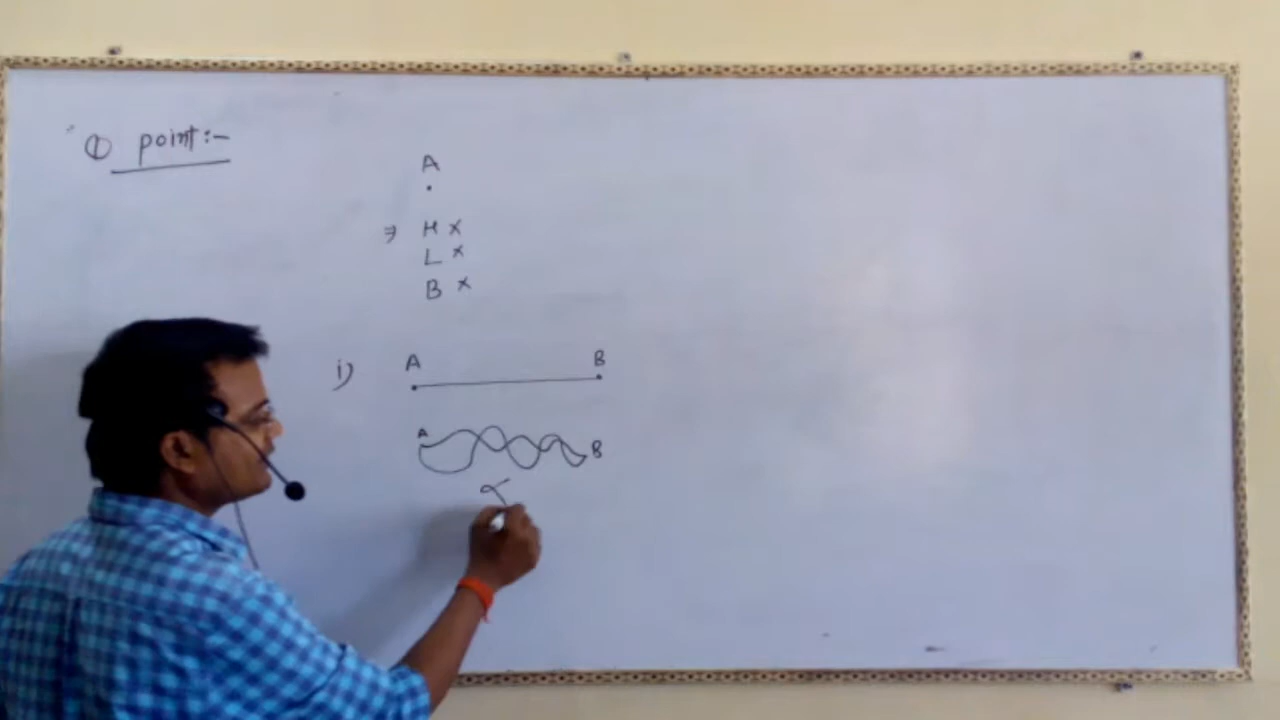 ① point:-
A
⇒ H ×
L ×
B ×
i) A B
A B